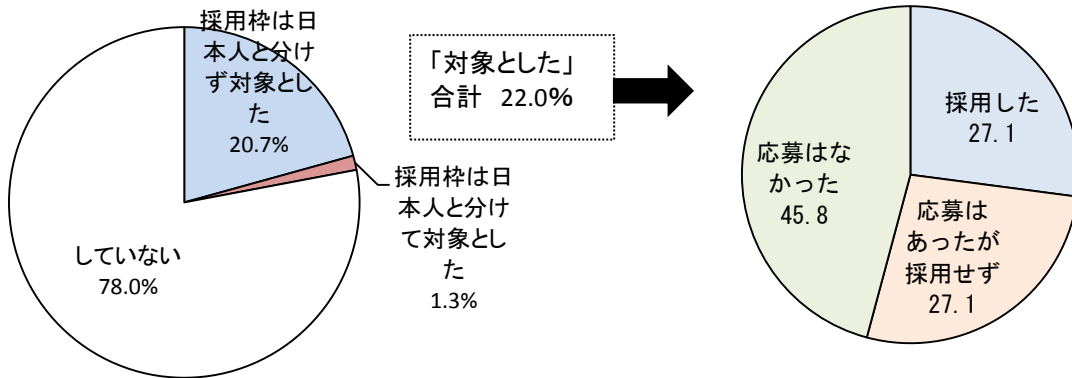 採用枠は日
本人と分け
ず対象とし
た
20.7%
採用枠は日
本人と分け
て対象とし
た
1.3%
していない
78.0%
「対象とした」
合計 22.0%
採用した
27.1
応募は
あったが
採用せず
27.1
応募はな
かった
45.8